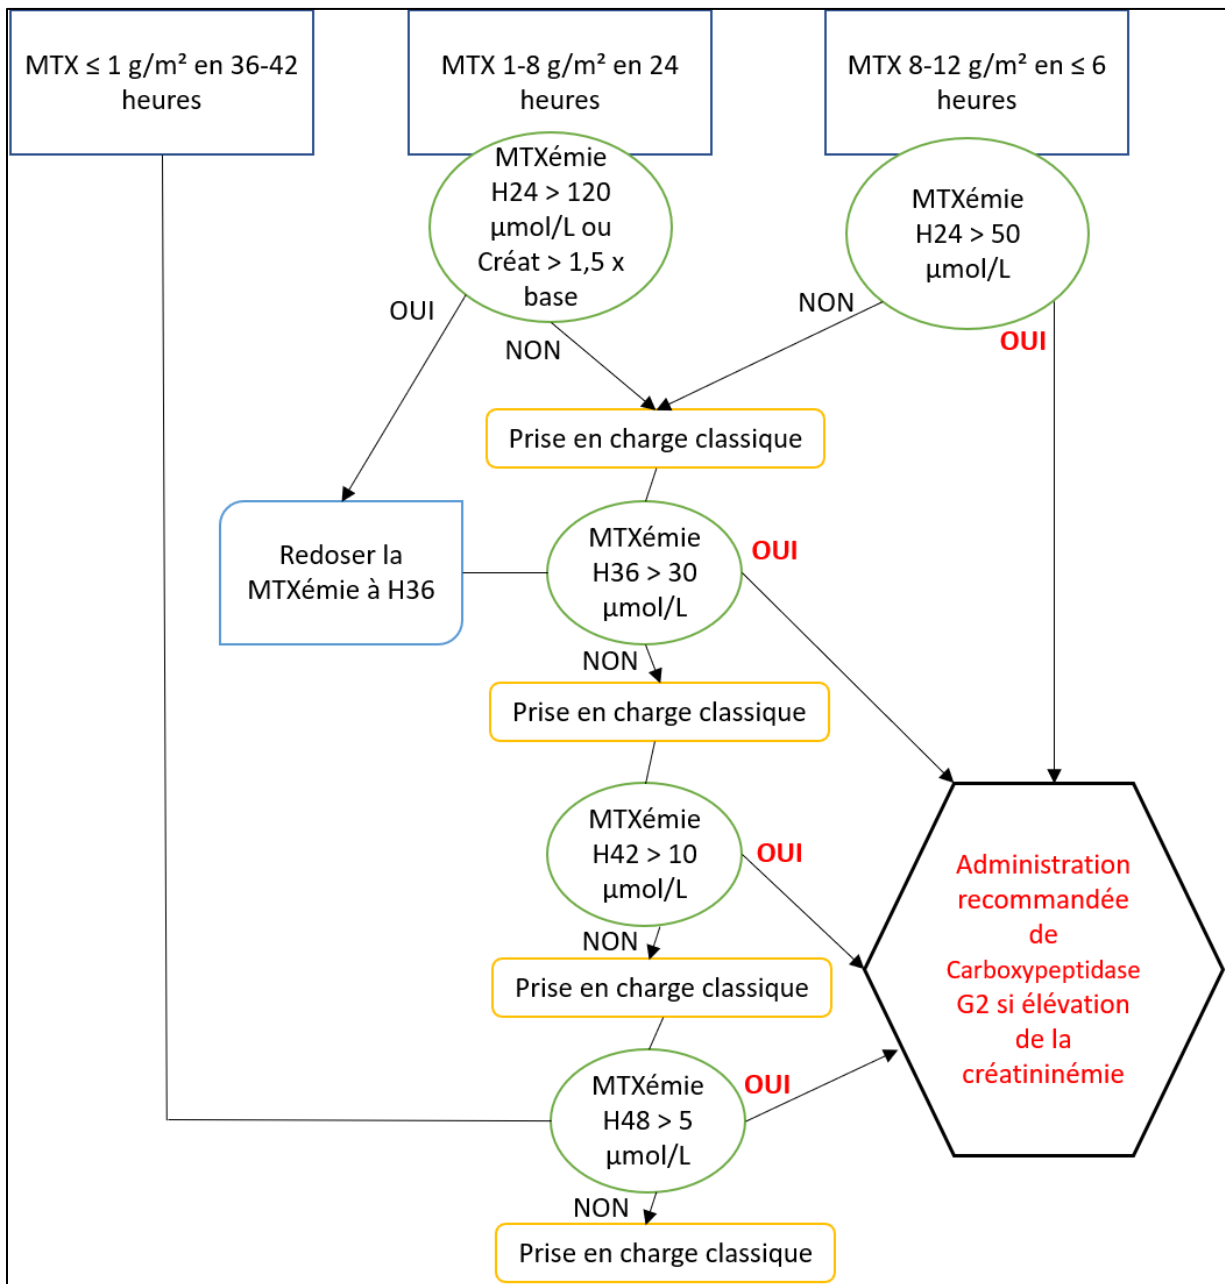 MTX ≤ 1 g/m² en 36-42
heures
MTX 1-8 g/m² en 24
heures
MTX 8-12 g/m² en ≤ 6
heures
MTXémie
H24 > 120
µmol/L ou
Créat > 1,5 x
base
MTXémie
H24 > 50
µmol/L
OUI
NON
NON
OUI
Prise en charge classique
Redoser la
MTXémie à H36
MTXémie
H36 > 30
µmol/L
OUI
NON
Prise en charge classique
MTXémie
H42 > 10
µmol/L
OUI
NON
Prise en charge classique
Administration
recommandée
de
Carboxypeptidase
G2 si élévation
de la
créatininémie
MTXémie
H48 > 5
µmol/L
OUI
NON
Prise en charge classique